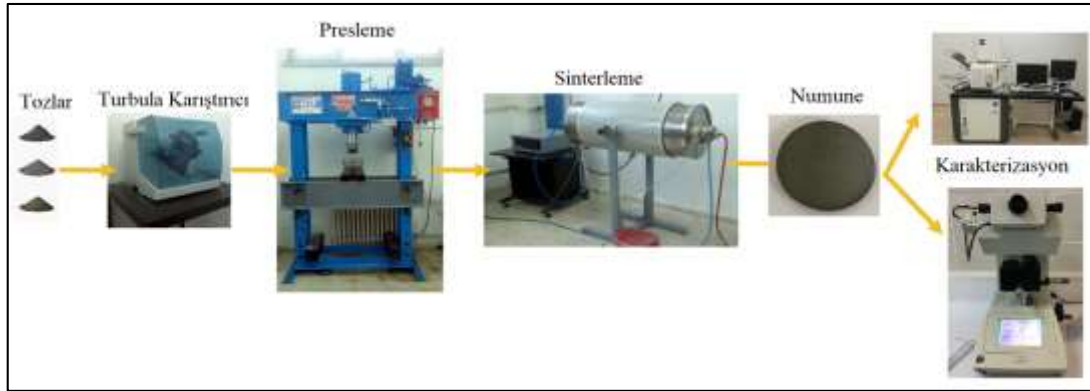 Presleme
Sinterleme
Tozlar
Turbula Karıştırıcı
Numune
Karakterizasyon